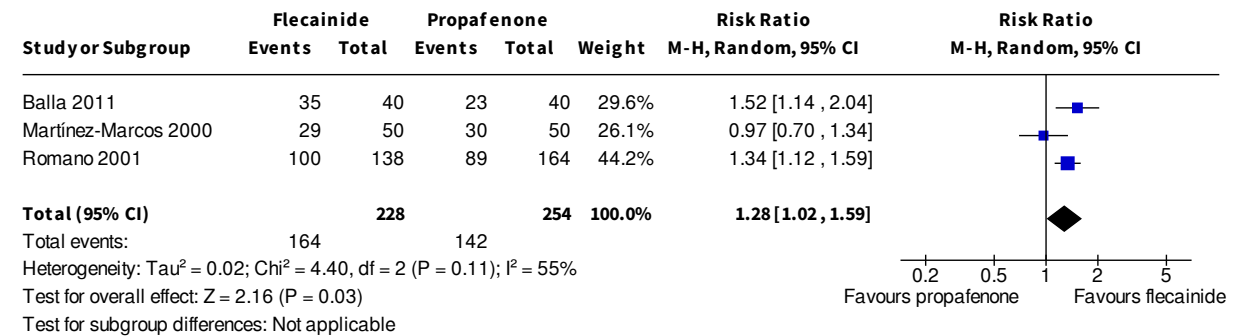 Flecainide Propafenone Risk Ratio Risk Ratio
Study or Subgroup Events Total Events Total Weight M-H, Random, 95% CI M-H, Random, 95% CI
Balla 2011 35 40 23 40 29.6% 1.52 [1.14 , 2.04]
Martínez-Marcos 2000 29 50 30 50 26.1% 0.97 [0.70 , 1.34]
Romano 2001 100 138 89 164 44.2% 1.34 [1.12 , 1.59]
Total (95% CI) 228 254 100.0% 1.28 [1.02 , 1.59]
Total events: 164 142
Heterogeneity: Tau² = 0.02; Chi² = 4.40, df = 2 (P = 0.11); I² = 55%
0.2 0.5 1 2 5
Test for overall effect: Z = 2.16 (P = 0.03)
Favours propafenone Favours flecainide
Test for subgroup differences: Not applicable